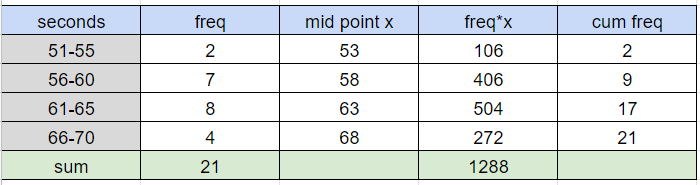 seconds freq mid point x freq*x cum freq
51-55 2 53 106 2
56-60 7 58 406 9
61-65 8 63 504 17
66-70 4 68 272 21
sum 21 1288